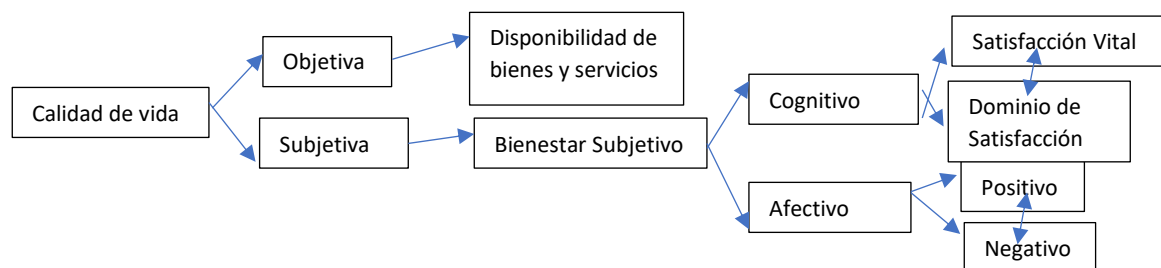 Calidad de vida
Objetiva
Subjetiva
Disponibilidad de
bienes y servicios
Bienestar Subjetivo
Cognitivo
Afectivo
Satisfacción Vital
Dominio de
Satisfacción
Positivo
Negativo